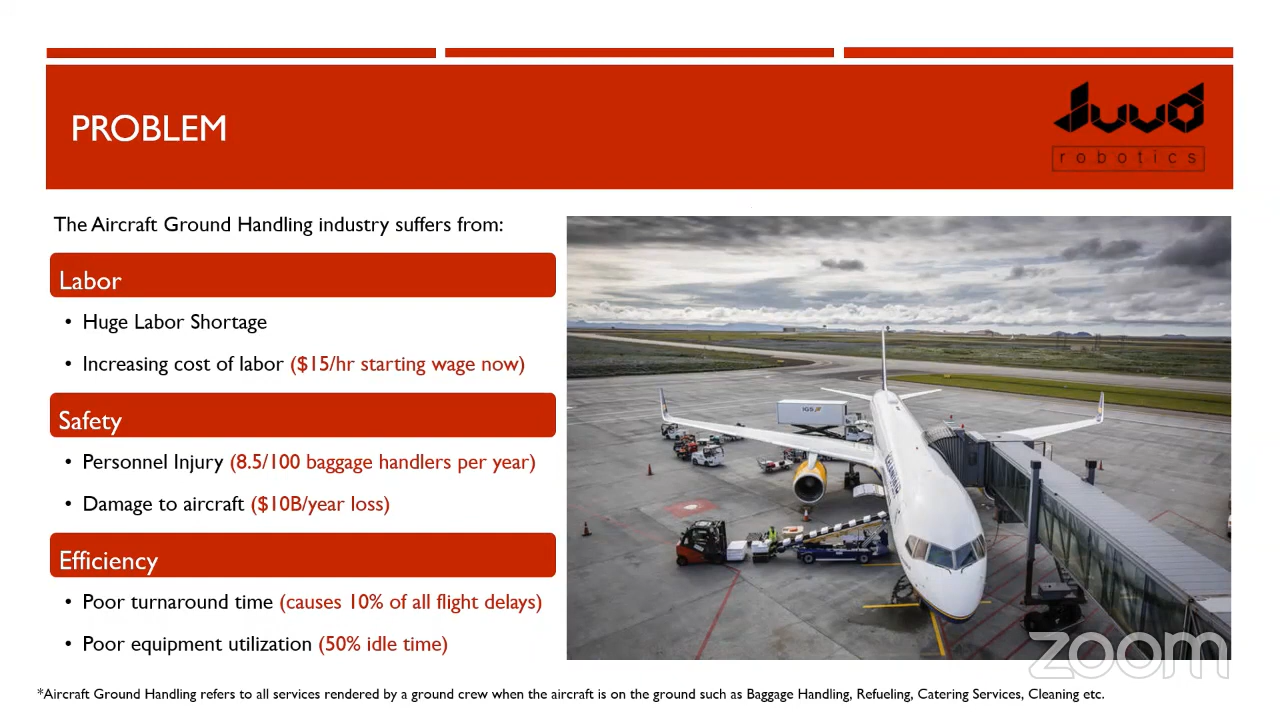 PROBLEM
robotics
The Aircraft Ground Handling industry suffers from:
Labor
• Huge Labor Shortage
• Increasing cost of labor ($15/hr starting wage now)
Safety
• Personnel Injury (8.5/100 baggage handlers per year)
• Damage to aircraft ($10B/year loss)
Efficiency
• Poor turnaround time (causes 10% of all flight delays)
• Poor equipment utilization (50% idle time)
IGS
zoom
*Aircraft Ground Handling refers to all services rendered by a ground crew when the aircraft is on the ground such as Baggage Handling, Refueling, Catering Services, Cleaning etc.